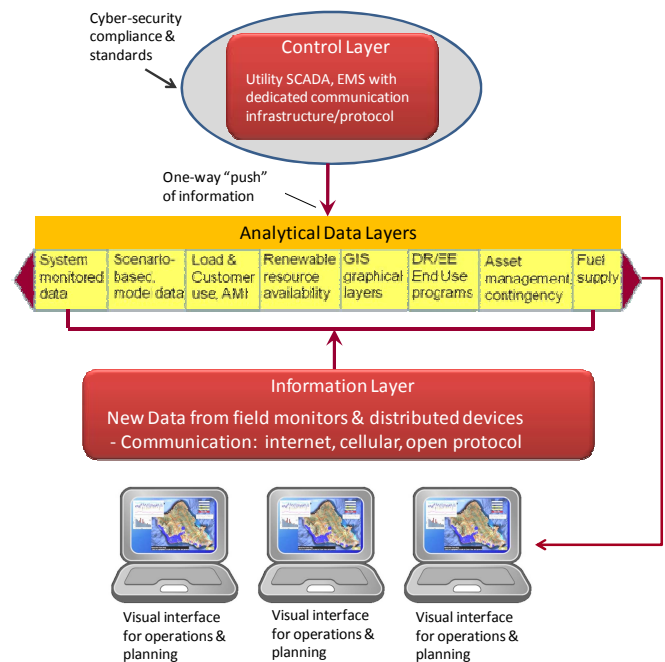 Cyber-security
compliance &
standards
Control Layer
Utility SCADA, EMS with
dedicated communication
infrastructure/protocol
One-way “push”
of information
Analytical Data Layers
System
monitored
data
Scenario-
based,
mode data
Load &
Customer
use, AMI
Renewable
resource
availability
GIS
graphical
layers
DR/EE
End Use
programs
Asset
management,
contingency
Fuel
supply
Information Layer
New Data from field monitors & distributed devices
- Communication: internet, cellular, open protocol
Visual interface
for operations &
planning
Visual interface
for operations &
planning
Visual interface
for operations &
planning